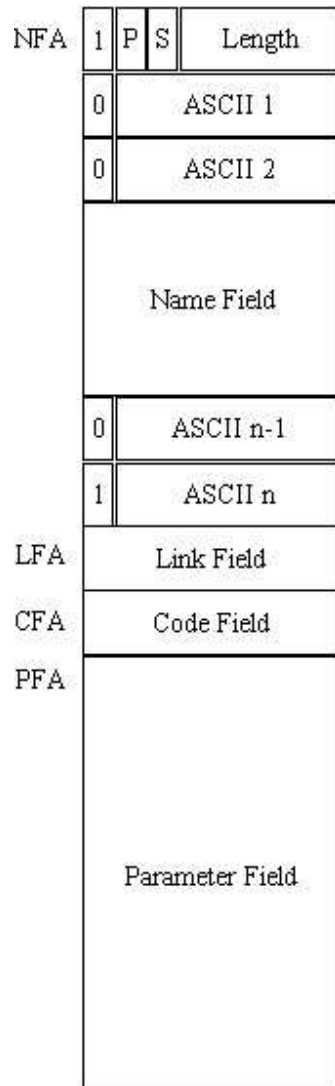 NFA 1 P S Length
0 ASCII 1
0 ASCII 2
Name Field
0 ASCII n-1
1 ASCII n
LFA Link Field
CFA Code Field
PFA
Parameter Field